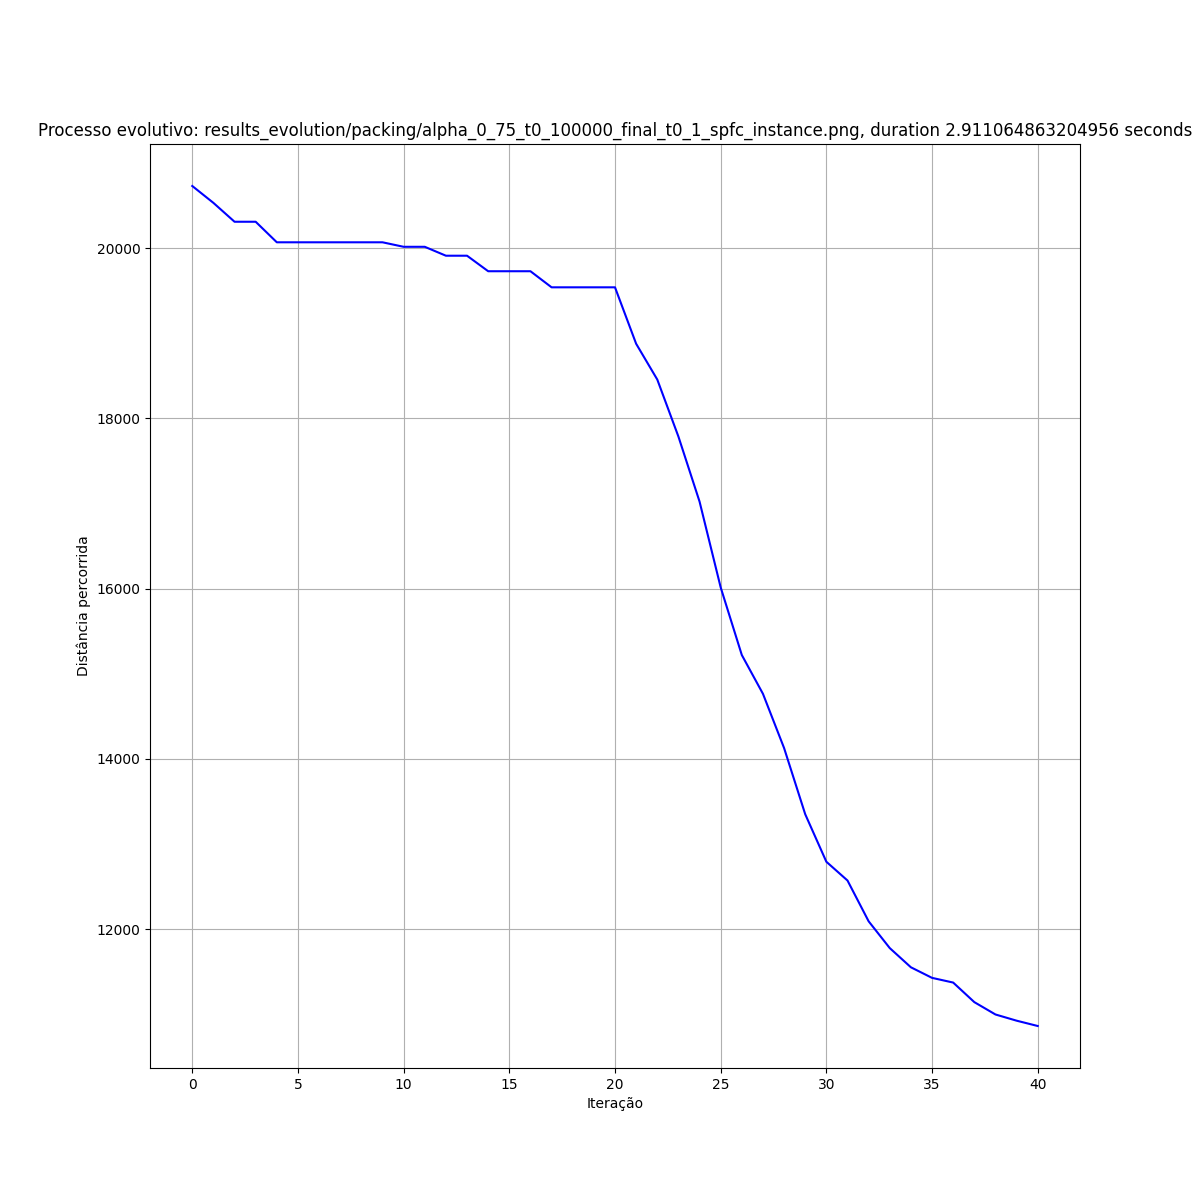 Processo evolutivo: results_evolution/packing/alpha_0_75_t0_100000_final_t0_1_spfc_instance.png, duration 2.911064863204956 seconds
20000
18000
16000
14000
12000
Distância percorrida
0 5 10 15 20 25 30 35 40
Iteração